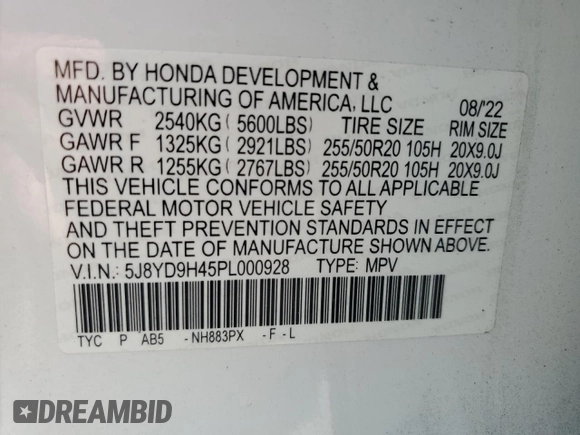 MFD. BY HONDA DEVELOPMENT &
MANUFACTURING OF AMERICA, LLC 08/'22
GVWR 2540KG ( 5600LBS) TIRE SIZE RIM SIZE
GAWR F 1325KG ( 2921LBS) 255/50R20 105H 20X9.0J
GAWR R 1255KG ( 2767LBS) 255/50R20 105H 20X9.0J
THIS VEHICLE CONFORMS TO ALL APPLICABLE
FEDERAL MOTOR VEHICLE SAFETY
AND THEFT PREVENTION STANDARDS IN EFFECT
ON THE DATE OF MANUFACTURE SHOWN ABOVE.
V.I.N.: 5J8YD9H45PL000928 TYPE: MPV
TYC P AB5 -NH883PX -F-L
DREAMBID